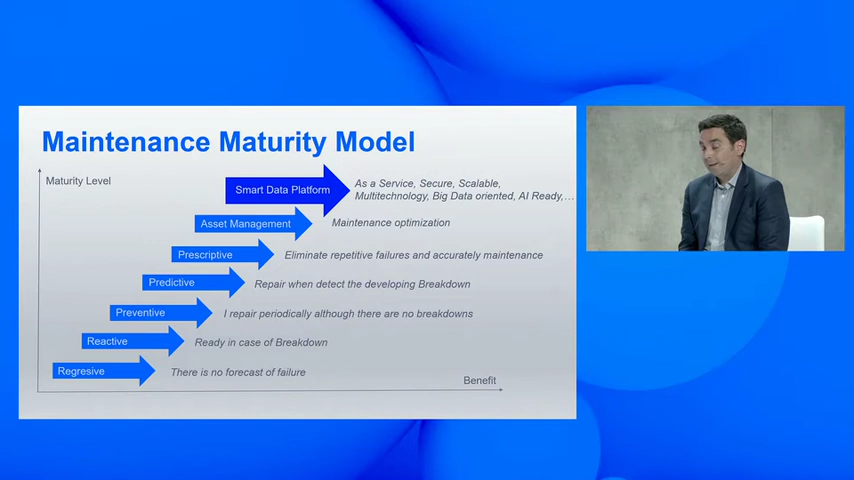 Maintenance Maturity Model
Maturity Level
Smart Data Platform
As a Service, Secure, Scalable,
Multitechnology, Big Data oriented, AI Ready,…
Asset Management
Maintenance optimization
Prescriptive
Eliminate repetitive failures and accurately maintenance
Predictive
Repair when detect the developing Breakdown
Preventive
I repair periodically although there are no breakdowns
Reactive
Ready in case of Breakdown
Regresive
There is no forecast of failure
Benefit